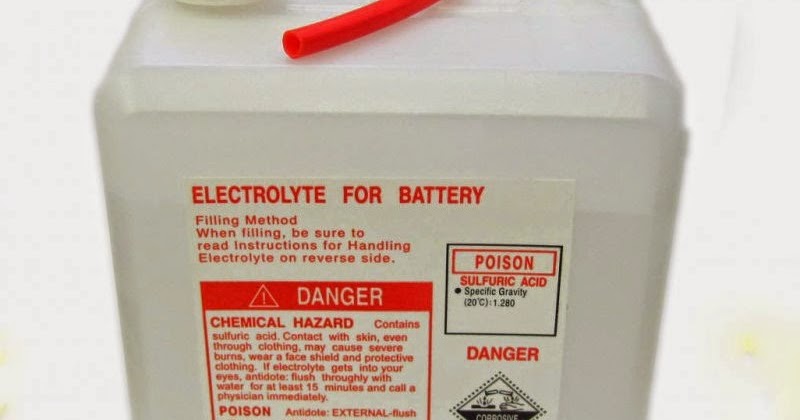 ELECTROLYTE FOR BATTERY
Filling Method
When filling, be sure to
read Instructions for Handling
Electrolyte on reverse side.
DANGER
CHEMICAL HAZARD Contains
sulfuric acid. Contact with skin, even
through clothing, may cause severe
burns, wear a face shield and protective
clothing. If electrolyte gets into your
eyes, antidote: flush throughly with
water for at least 15 minutes and call a
physician immediately.
POISON Antidote: EXTERNAL-flush
POISON
SULFURIC ACID
● Specific Gravity
(20℃):1.280
DANGER
CORROSIVE